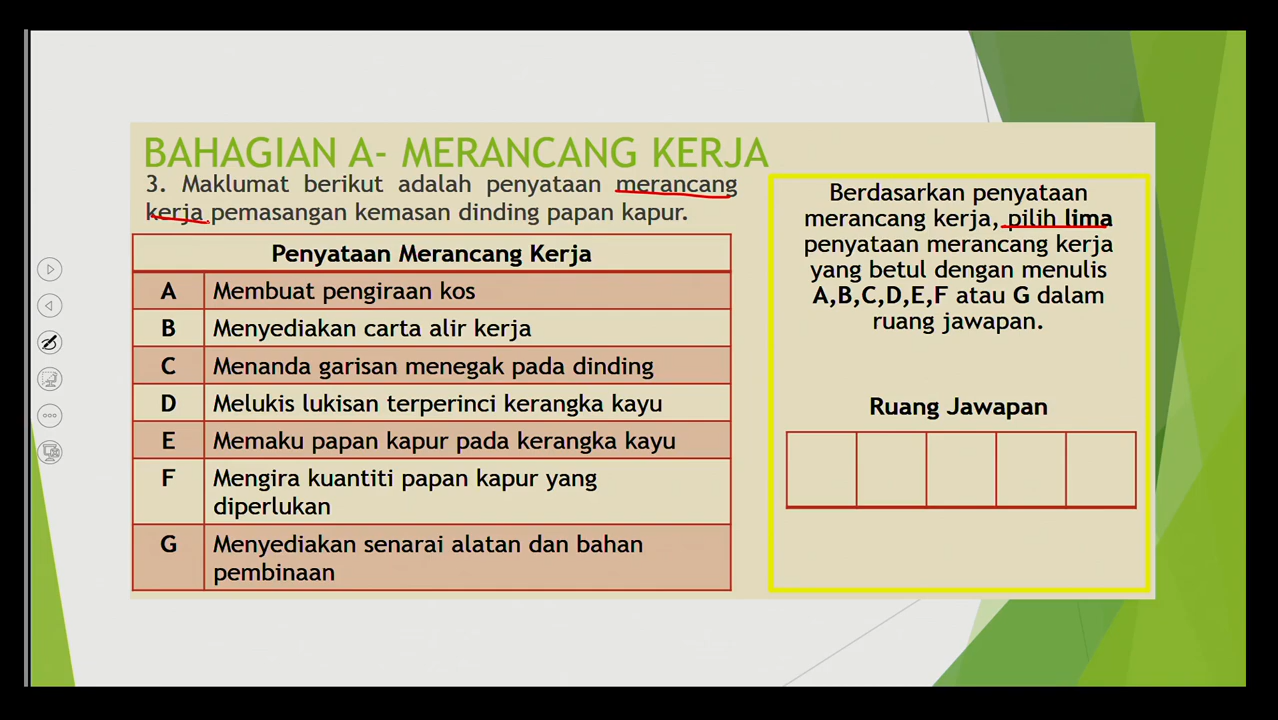 BAHAGIAN A- MERANCANG KERJA
3. Maklumat berikut adalah penyataan merancang
kerja pemasangan kemasan dinding papan kapur.
Penyataan Merancang Kerja
A Membuat pengiraan kos
B Menyediakan carta alir kerja
C Menanda garisan menegak pada dinding
D Melukis lukisan terperinci kerangka kayu
E Memaku papan kapur pada kerangka kayu
F Mengira kuantiti papan kapur yang
diperlukan
G Menyediakan senarai alatan dan bahan
pembinaan
Berdasarkan penyataan
merancang kerja, pilih lima
penyataan merancang kerja
yang betul dengan menulis
A,B,C,D,E,F atau G dalam
ruang jawapan.
Ruang Jawapan